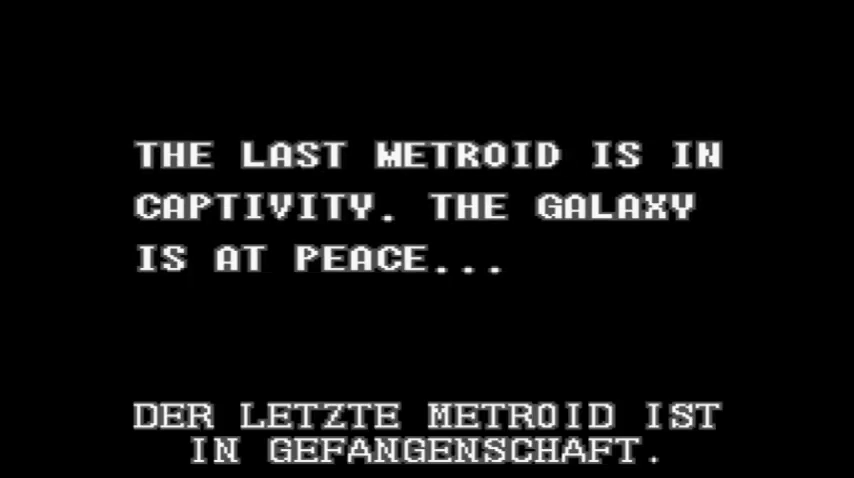 THE LAST METROID IS IN
CAPTIVITY. THE GALAXY
IS AT PEACE...
DER LETZTE METROID IST
IN GEFANGENSCHAFT.